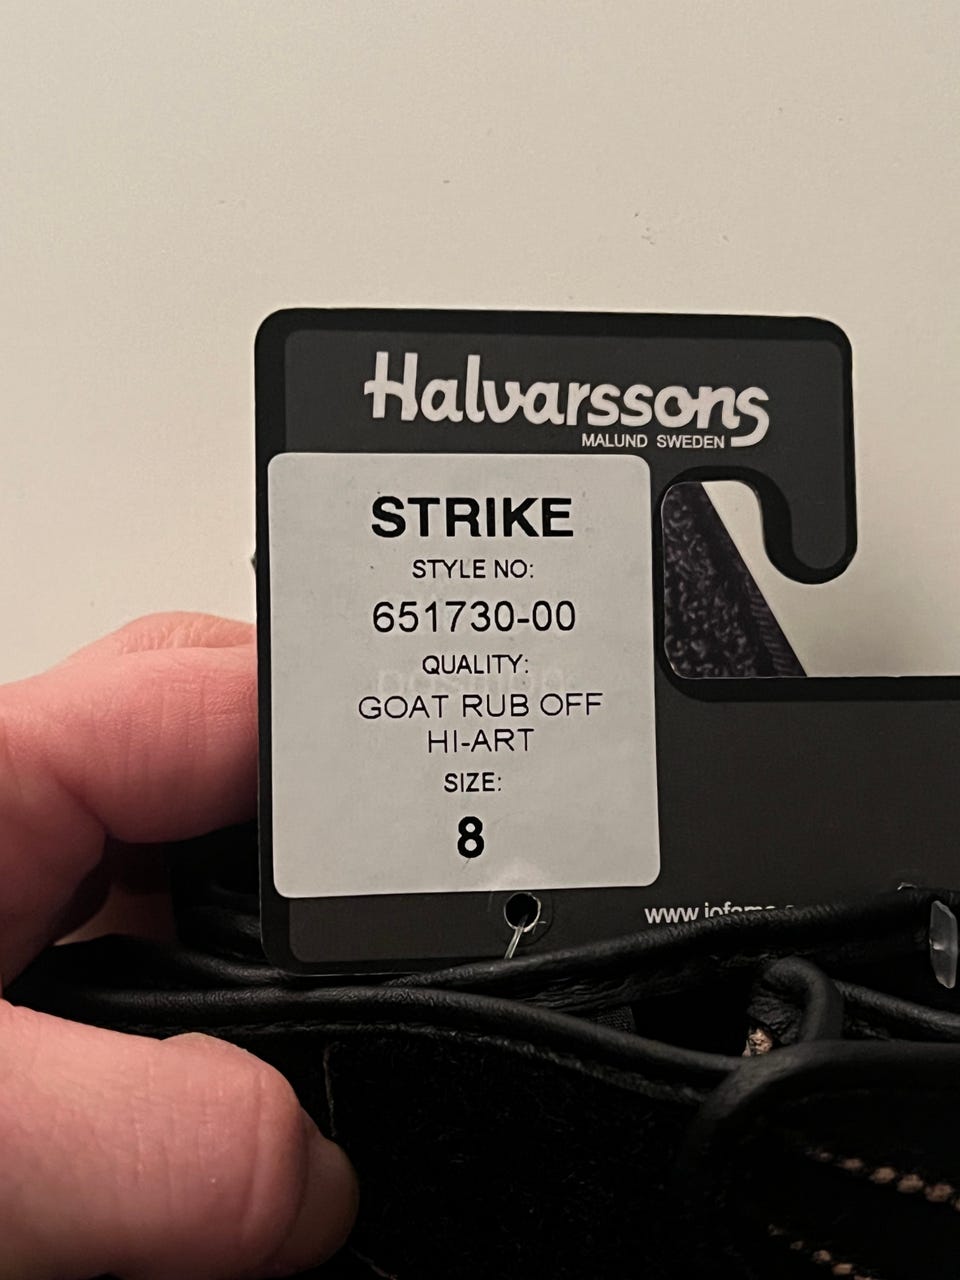 Halvarssons
MALUND SWEDEN
STRIKE
STYLE NO:
651730-00
QUALITY:
GOAT RUB OFF
HI-ART
SIZE:
8